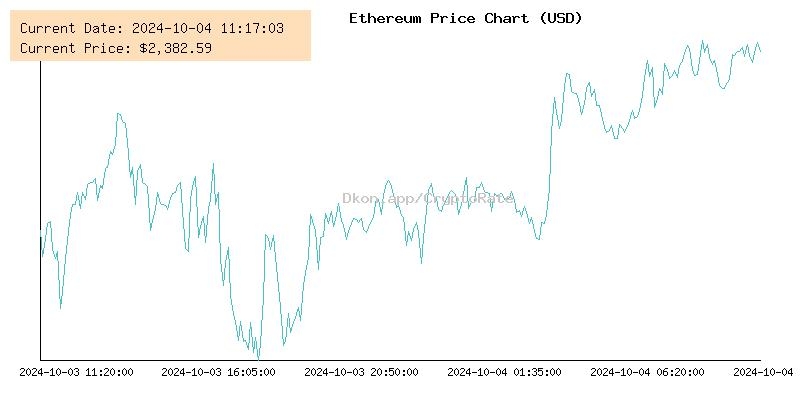 Ethereum Price Chart (USD)
Current Date: 2024-10-04 11:17:03
Current Price: $2,382.59
Dkon.app/CryptoRate
2024-10-03 11:20:00
2024-10-03 16:05:00
2024-10-03 20:50:00
2024-10-04 01:35:00
2024-10-04 06:20:00
2024-10-04